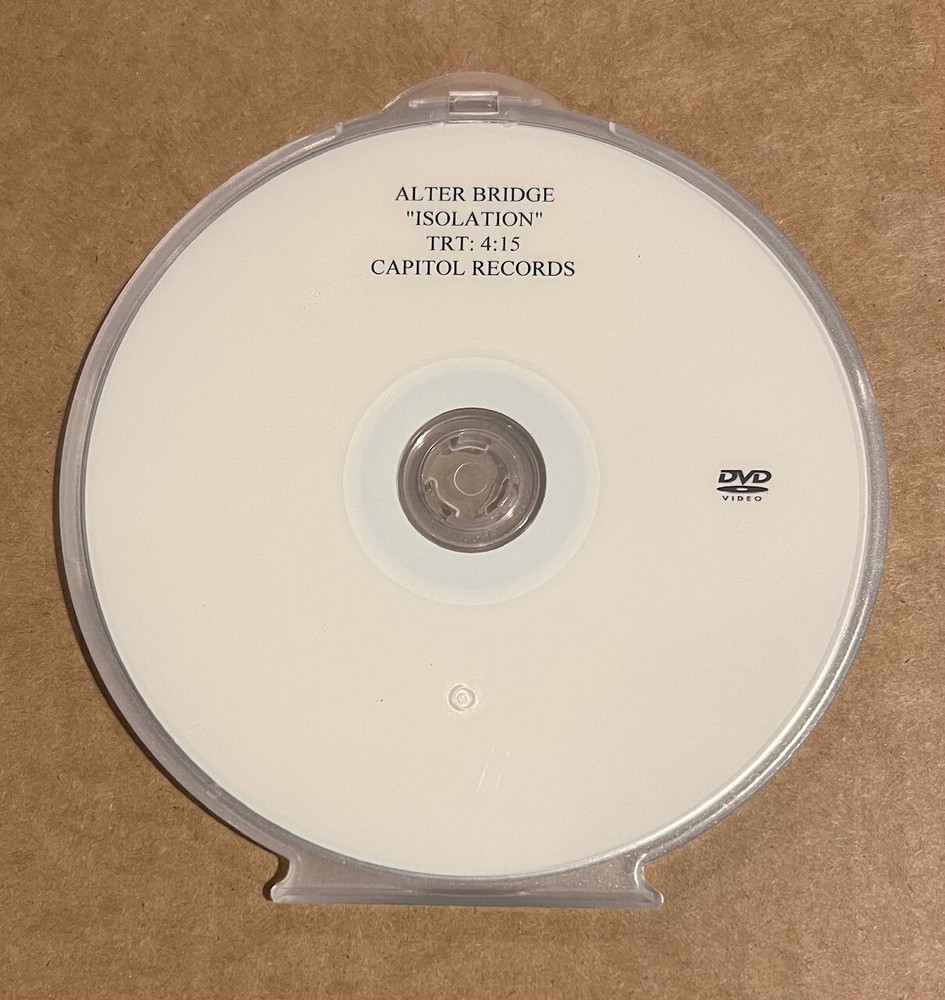 ALTER BRIDGE
"ISOLATION"
TRT: 4:15
CAPITOL RECORDS
DVD
VIDEO